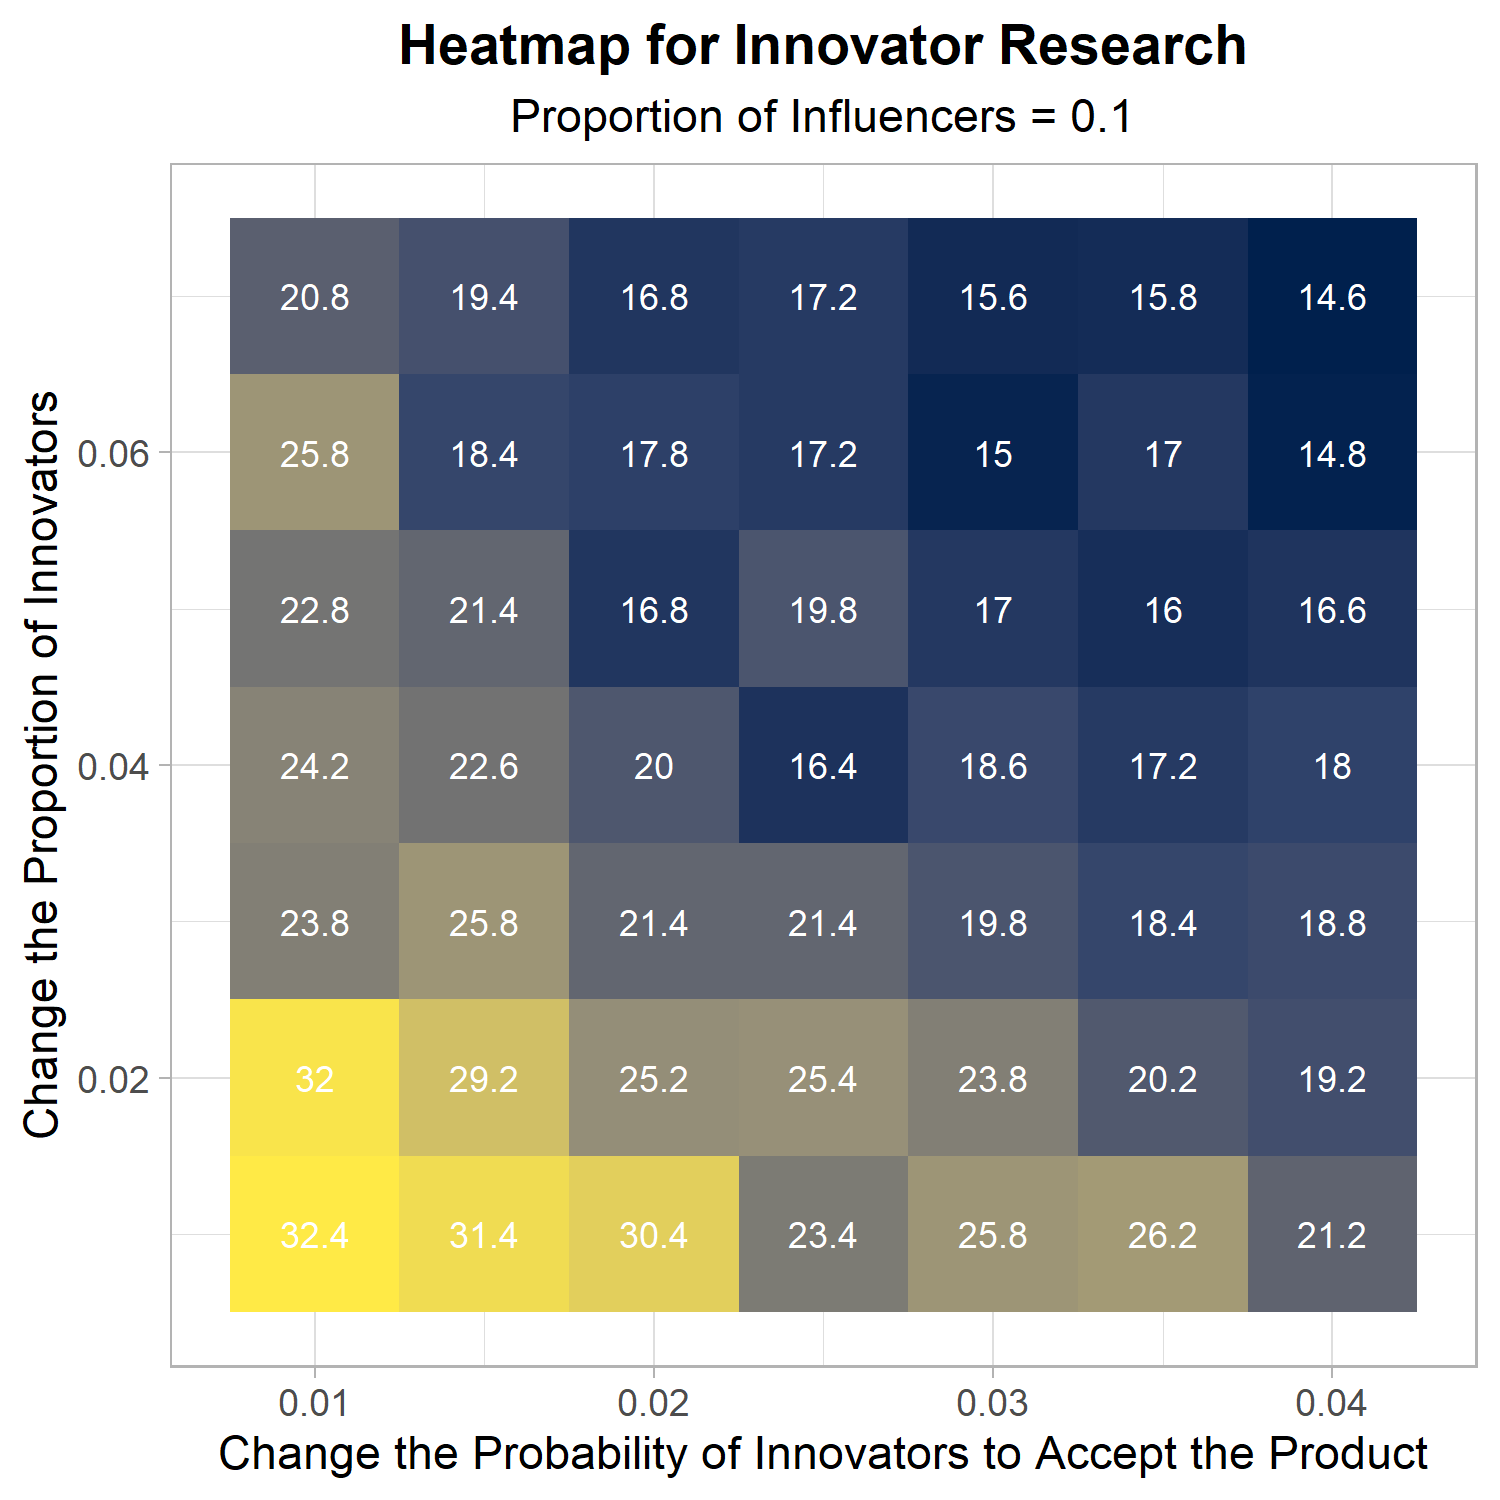 Heatmap for Innovator Research
Proportion of Influencers = 0.1
Change the Proportion of Innovators
20.8 19.4 16.8 17.2 15.6 15.8 14.6
0.06 25.8 18.4 17.8 17.2 15 17 14.8
22.8 21.4 16.8 19.8 17 16 16.6
0.04 24.2 22.6 20 16.4 18.6 17.2 18
23.8 25.8 21.4 21.4 19.8 18.4 18.8
0.02 32 29.2 25.2 25.4 23.8 20.2 19.2
32.4 31.4 30.4 23.4 25.8 26.2 21.2
0.01 0.02 0.03 0.04
Change the Probability of Innovators to Accept the Product